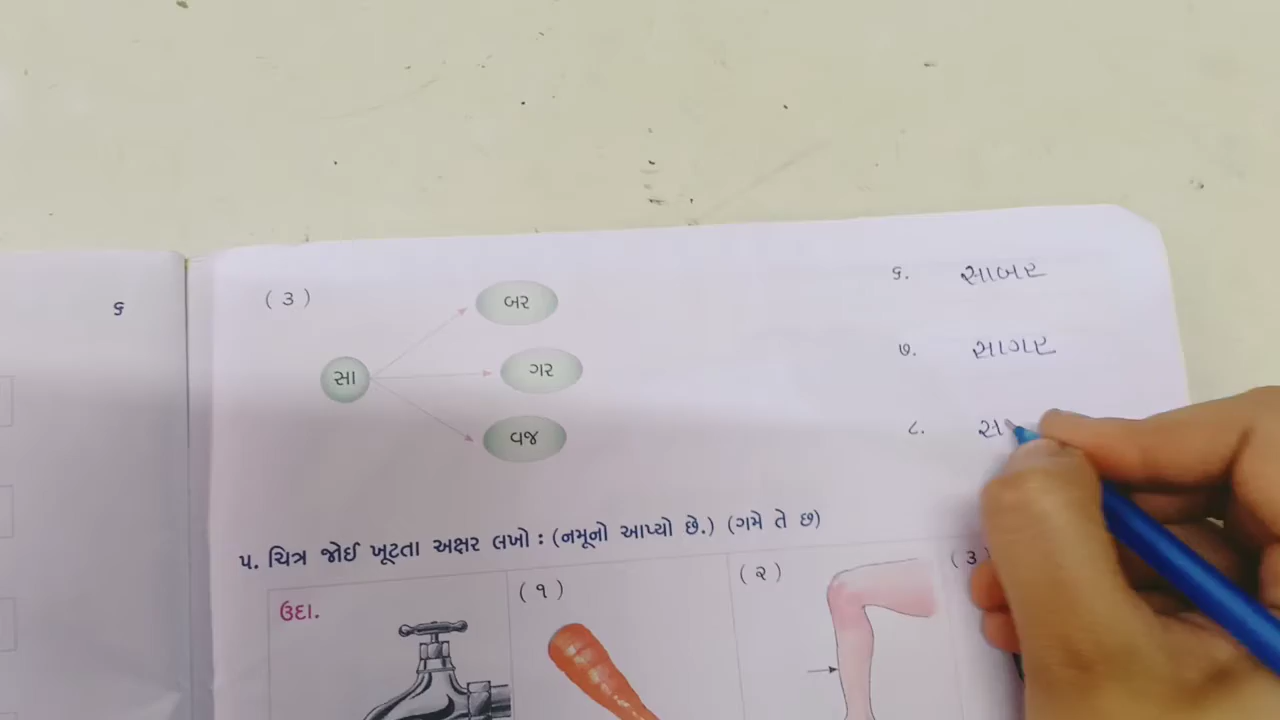 ૬
( ૩ )
સા
બર
ગર
વજ
૬. સાબર
૭. સાગર
૮. સ
૫. ચિત્ર જોઈ ખૂટતા અક્ષર લખો : (નમૂનો આપ્યો છે.) (ગમે તે છ)
ઉદા.
( ૧ )
( ૨ )
( ૩ )